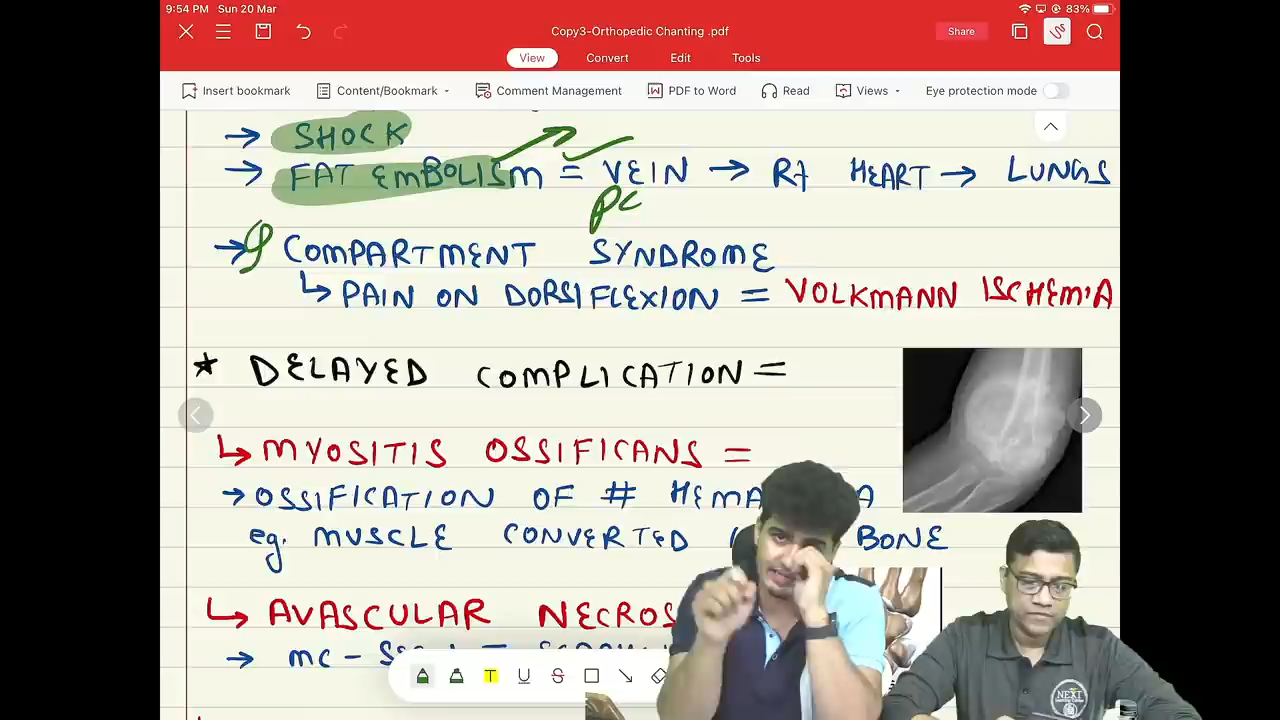 9:54 PM Sun 20 Mar 83%
Copy3-Orthopedic Chanting .pdf
Share
View Convert Edit Tools
Insert bookmark Content/Bookmark Comment Management PDF to Word Read Views Eye protection mode
→ SHOCK
→ FAT EMBOLISM = VEIN → Rt HEART → LUNGS
PC
→ COMPARTMENT SYNDROME
↳ PAIN ON DORSIFLEXION = VOLKMANN ISCHEMIA
* DELAYED COMPLICATION =
↳ MYOSITIS OSSIFICANS =
→ OSSIFICATION OF # HEMA A
eg. MUSCLE CONVERTED BONE
↳ AVASCULAR NECROS
→ mc -
NEXT